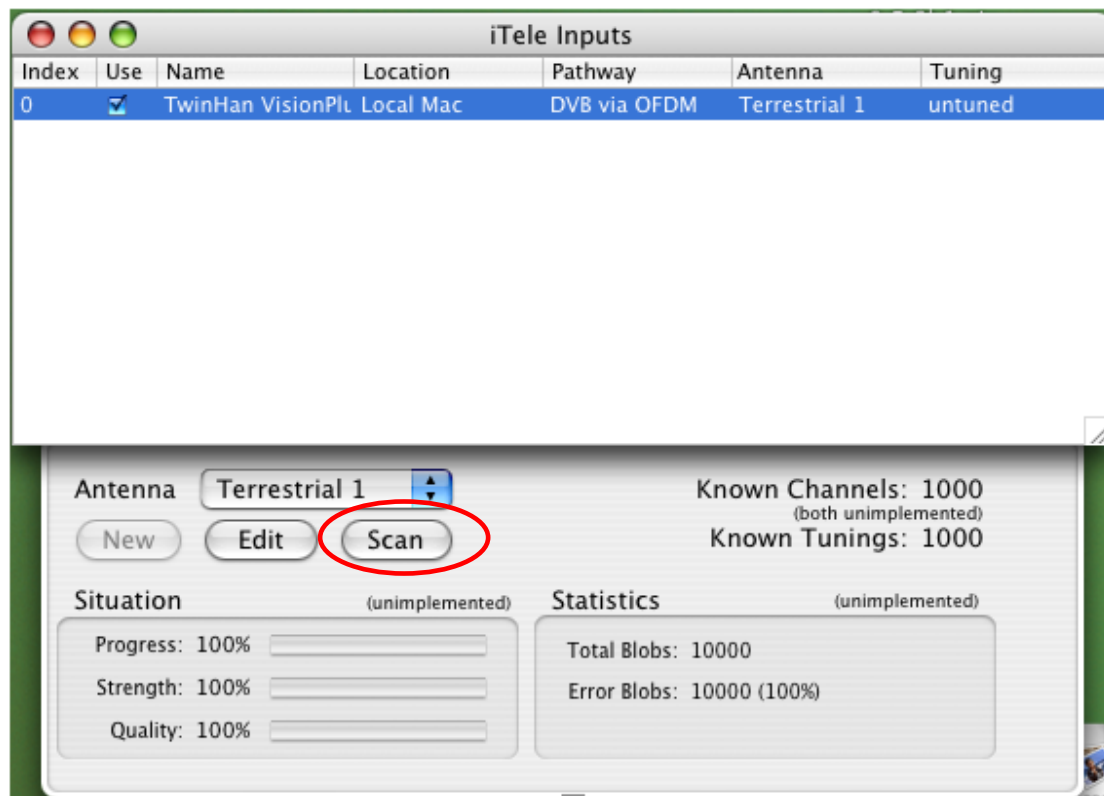 iTele Inputs
Index Use Name Location Pathway Antenna Tuning
0 TwinHan VisionPlu Local Mac DVB via OFDM Terrestrial 1 untuned
Antenna Terrestrial 1
New Edit Scan
Known Channels: 1000
(both unimplemented)
Known Tunings: 1000
Situation (unimplemented)
Progress: 100%
Strength: 100%
Quality: 100%
Statistics (unimplemented)
Total Blobs: 10000
Error Blobs: 10000 (100%)